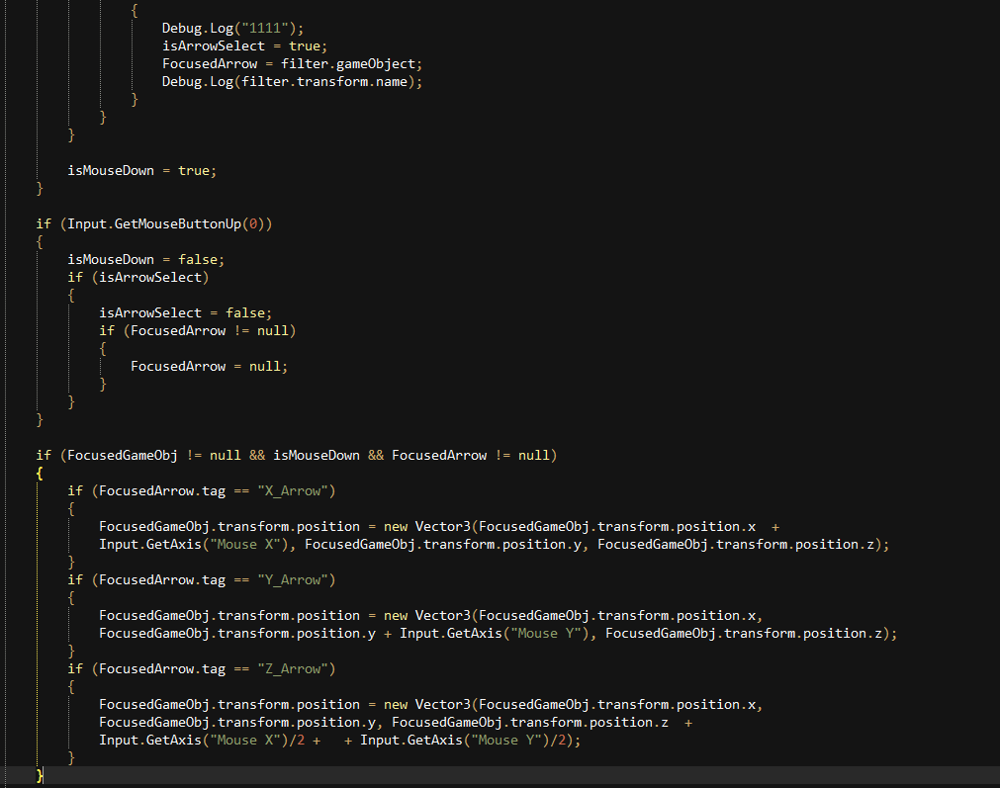 {
Debug.Log("1111");
isArrowSelect = true;
FocusedArrow = filter.gameObject;
Debug.Log(filter.transform.name);
}
}
}
isMouseDown = true;
}
if (Input.GetMouseButtonUp(0))
{
isMouseDown = false;
if (isArrowSelect)
{
isArrowSelect = false;
if (FocusedArrow != null)
{
FocusedArrow = null;
}
}
}
if (FocusedGameObj != null && isMouseDown && FocusedArrow != null)
{
if (FocusedArrow.tag == "X_Arrow")
{
FocusedGameObj.transform.position = new Vector3(FocusedGameObj.transform.position.x  +
Input.GetAxis("Mouse X"), FocusedGameObj.transform.position.y, FocusedGameObj.transform.position.z);
}
if (FocusedArrow.tag == "Y_Arrow")
{
FocusedGameObj.transform.position = new Vector3(FocusedGameObj.transform.position.x,
FocusedGameObj.transform.position.y + Input.GetAxis("Mouse Y"), FocusedGameObj.transform.position.z);
}
if (FocusedArrow.tag == "Z_Arrow")
{
FocusedGameObj.transform.position = new Vector3(FocusedGameObj.transform.position.x,
FocusedGameObj.transform.position.y, FocusedGameObj.transform.position.z  +
Input.GetAxis("Mouse X")/2 +   + Input.GetAxis("Mouse Y")/2);
}
}